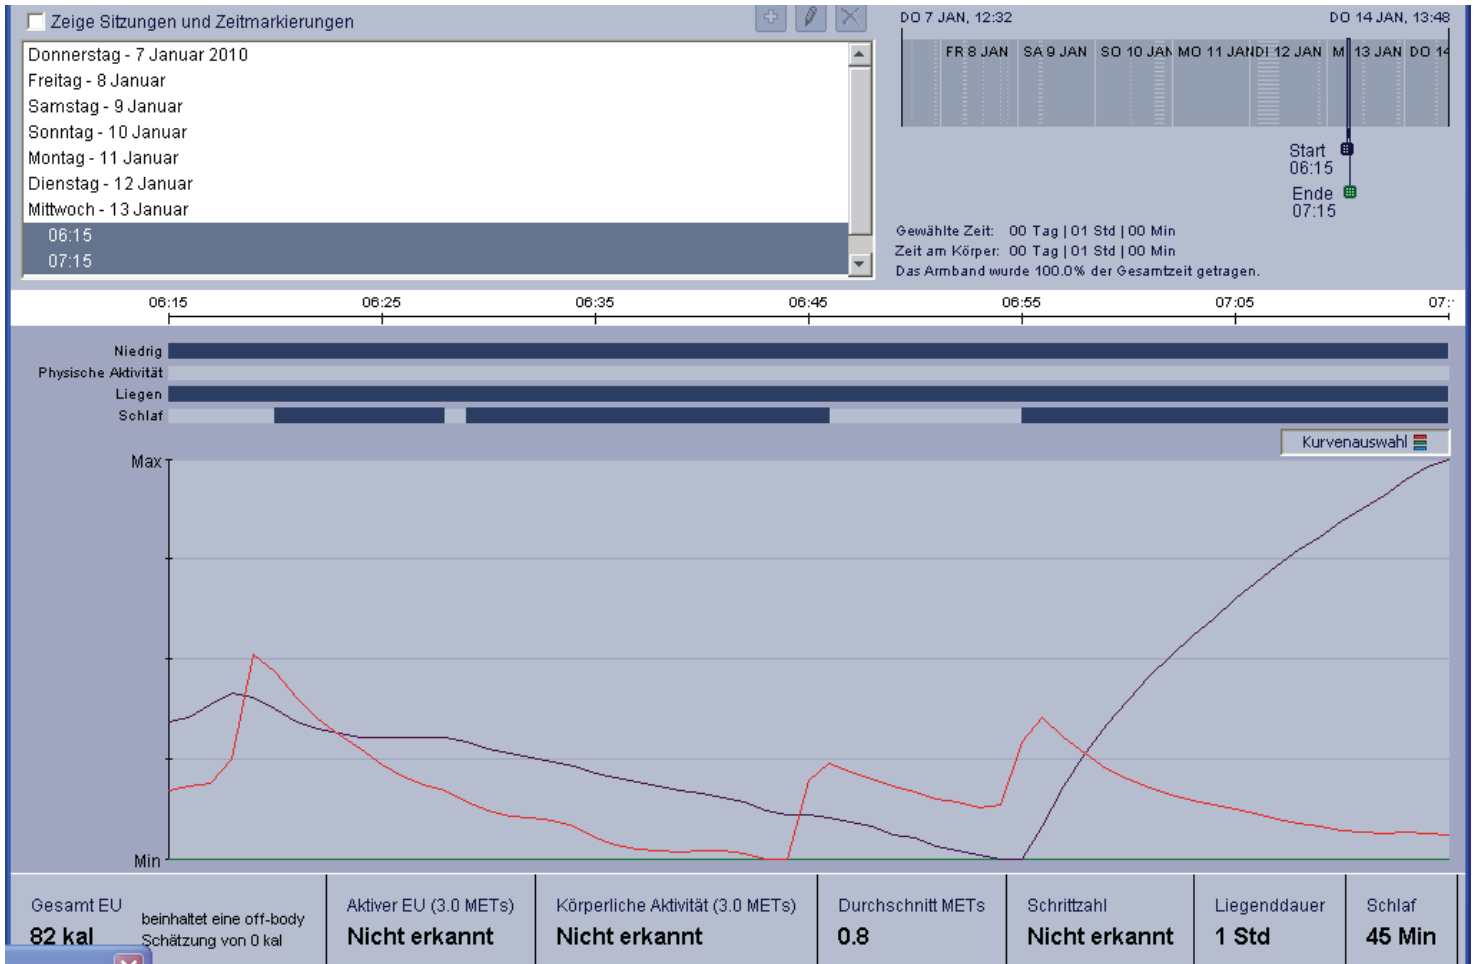 Zeige Sitzungen und Zeitmarkierungen
Donnerstag - 7 Januar 2010
Freitag - 8 Januar
Samstag - 9 Januar
Sonntag - 10 Januar
Montag - 11 Januar
Dienstag - 12 Januar
Mittwoch - 13 Januar
06:15
07:15
DO 7 JAN, 12:32
DO 14 JAN, 13:48
FR 8 JAN SA 9 JAN SO 10 JAN MO 11 JAN DI 12 JAN M 13 JAN DO 14
Start
06:15
Ende
07:15
Gewählte Zeit: 00 Tag | 01 Std | 00 Min
Zeit am Körper: 00 Tag | 01 Std | 00 Min
Das Armband wurde 100.0% der Gesamtzeit getragen.
06:15 06:25 06:35 06:45 06:55 07:05 07:
Niedrig
Physische Aktivität
Liegen
Schlaf
Kurvenauswahl
Max
Min
Gesamt EU
82 kal
beinhaltet eine off-body
Schätzung von 0 kal
Aktiver EU (3.0 METs)
Nicht erkannt
Körperliche Aktivität (3.0 METs)
Nicht erkannt
Durchschnitt METs
0.8
Schrittzahl
Nicht erkannt
Liegenddauer
1 Std
Schlaf
45 Min